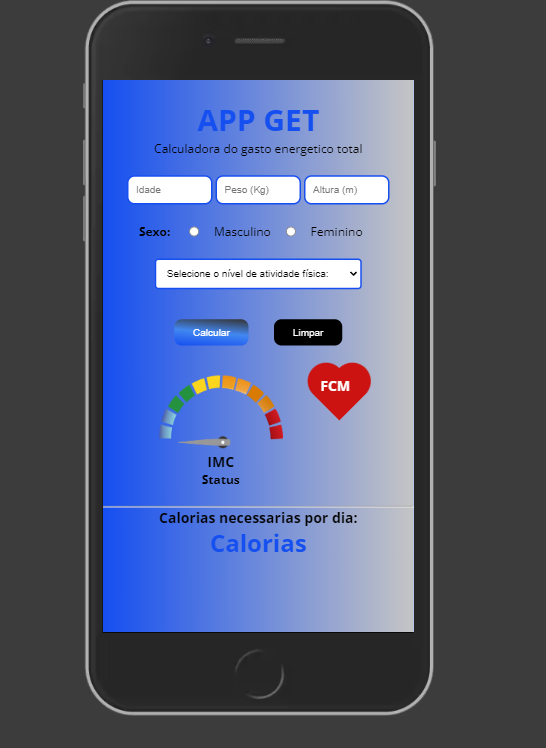 APP GET
Calculadora do gasto energetico total
Idade Peso (Kg) Altura (m)
Sexo: Masculino Feminino
Selecione o nível de atividade física:
Calcular Limpar
FCM
IMC
Status
Calorias necessarias por dia:
Calorias